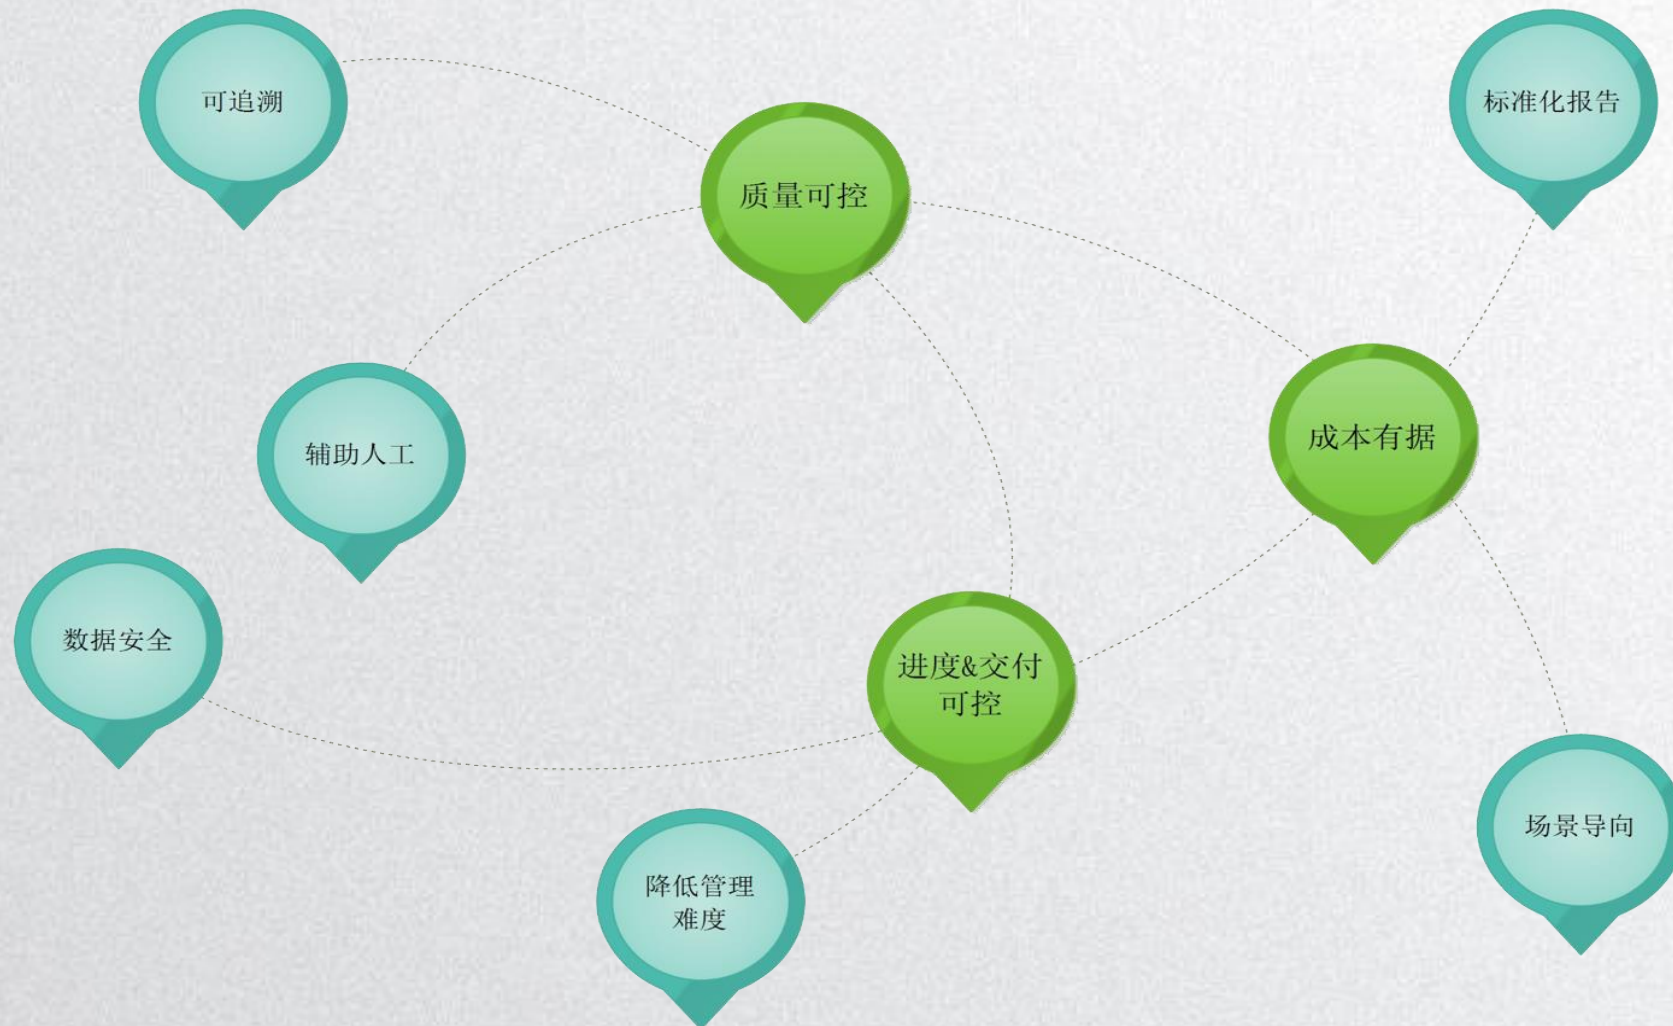 可追溯
标准化报告
质量可控
成本有据
辅助人工
数据安全
进度&交付
可控
场景导向
降低管理
难度